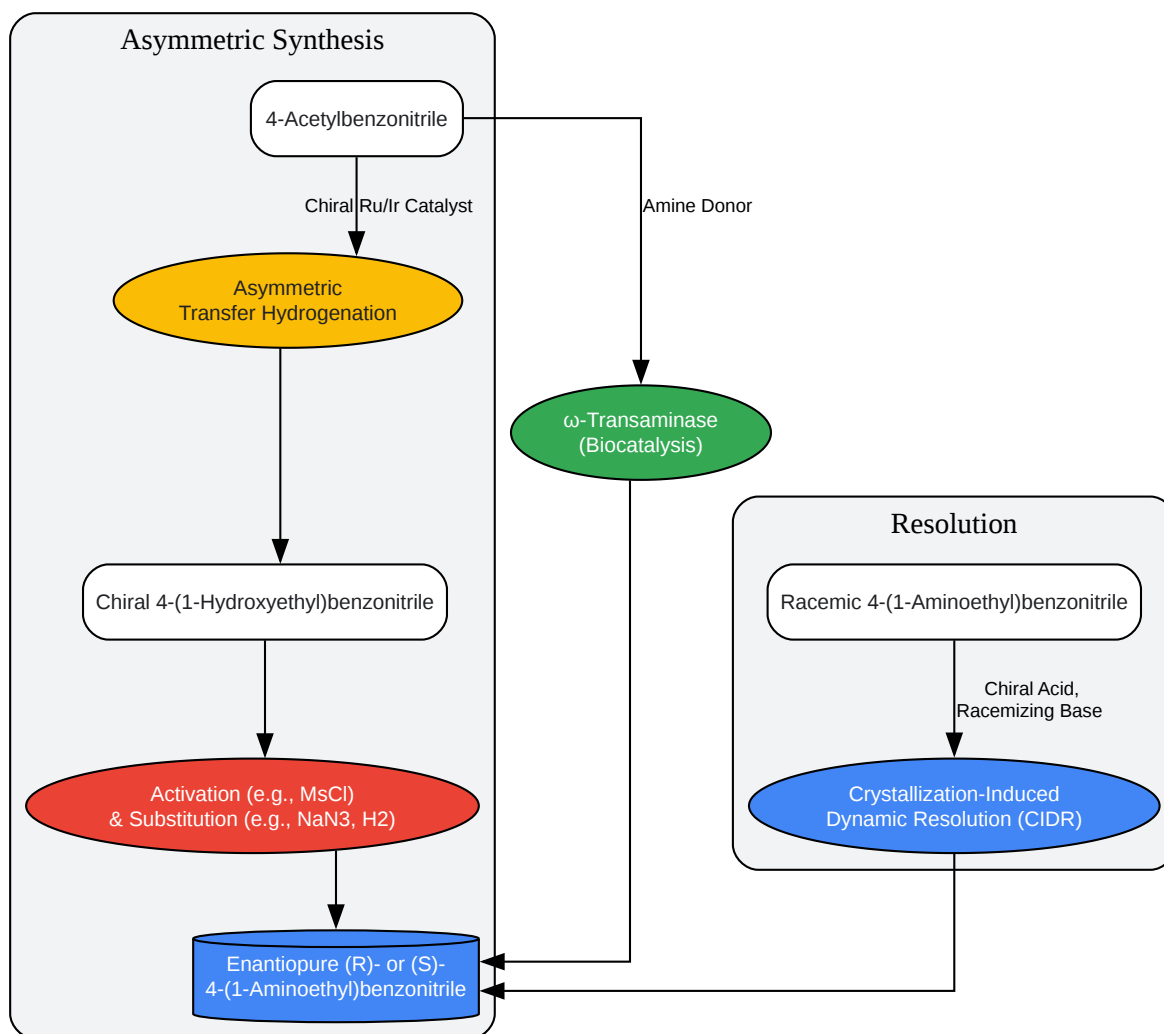 Asymmetric Synthesis
4-Acetylbenzonitrile
Chiral Ru/Ir Catalyst
Amine Donor
Asymmetric
Transfer Hydrogenation
ω-Transaminase
(Biocatalysis)
Resolution
Chiral 4-(1-Hydroxyethyl)benzonitrile
Racemic 4-(1-Aminoethyl)benzonitrile
Chiral Acid,
Racemizing Base
Activation (e.g., MsCl)
& Substitution (e.g., NaN3, H2)
Crystallization-Induced
Dynamic Resolution (CIDR)
Enantiopure (R)- or (S)-
4-(1-Aminoethyl)benzonitrile